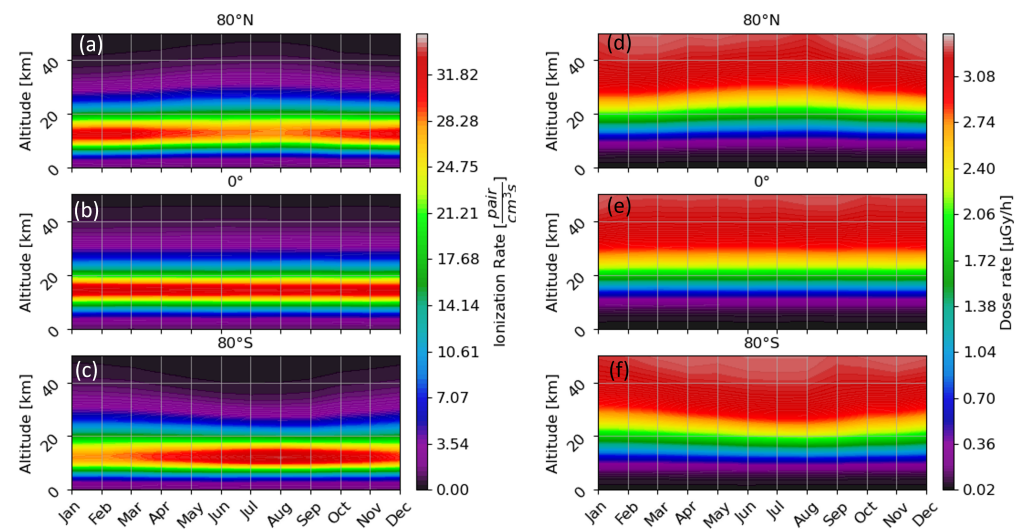 80°N
80°N
(a)
(d)
Altitude [km]
40
20
0
Altitude [km]
40
20
0
0°
0°
(b)
(e)
Altitude [km]
40
20
0
Altitude [km]
40
20
0
80°S
80°S
(c)
(f)
Altitude [km]
40
20
0
Altitude [km]
40
20
0
Jan Feb Mar Apr May Jun Jul Aug Sep Oct Nov Dec
Jan Feb Mar Apr May Jun Jul Aug Sep Oct Nov Dec
31.82
28.28
24.75
21.21
17.68
14.14
10.61
7.07
3.54
0.00
Ionization Rate [pair/cm³s]
3.08
2.74
2.40
2.06
1.72
1.38
1.04
0.70
0.36
0.02
Dose rate [μGy/h]